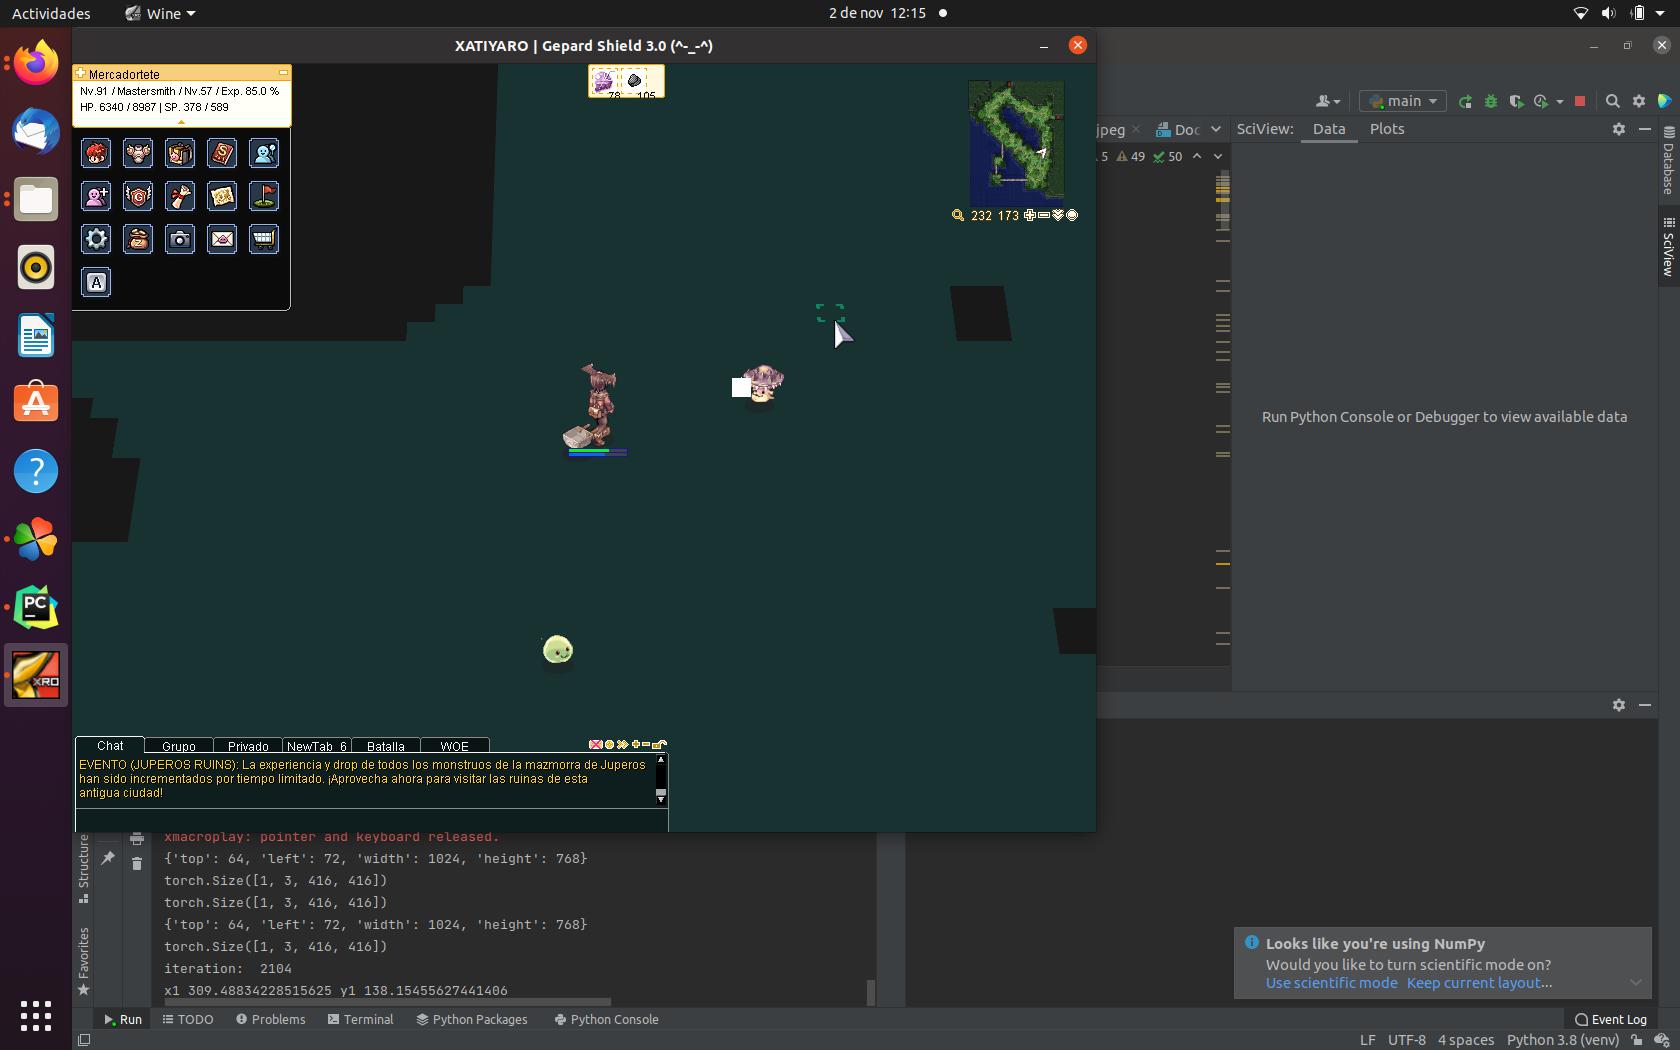 Actividades
Wine
2 de nov 12:15
XATIYARO | Gepard Shield 3.0 (^-_-^)
Mercadortete
Nv.91 / Mastersmith / Nv.57 / Exp. 85.0 %
HP. 6340 / 8987 | SP. 378 / 589
78
105
S
G
A
232 173
main
jpeg
Doc
SciView:
Data
Plots
5
49
50
Database
SciView
Run Python Console or Debugger to view available data
PC
XRO
Chat
Grupo
Privado
NewTab_6
Batalla
WOE
EVENTO (JUPEROS RUINS): La experiencia y drop de todos los monstruos de la mazmorra de Juperos
han sido incrementados por tiempo limitado. ¡Aprovecha ahora para visitar las ruinas de esta
antigua ciudad!
xmacroplay: pointer and keyboard released.
{'top': 64, 'left': 72, 'width': 1024, 'height': 768}
torch.Size([1, 3, 416, 416])
torch.Size([1, 3, 416, 416])
{'top': 64, 'left': 72, 'width': 1024, 'height': 768}
torch.Size([1, 3, 416, 416])
iteration:  2104
x1 309.48834228515625 y1 138.15455627441406
Structure
Favorites
Looks like you're using NumPy
Would you like to turn scientific mode on?
Use scientific mode Keep current layout...
Run
TODO
Problems
Terminal
Python Packages
Python Console
Event Log
LF UTF-8 4 spaces Python 3.8 (venv)